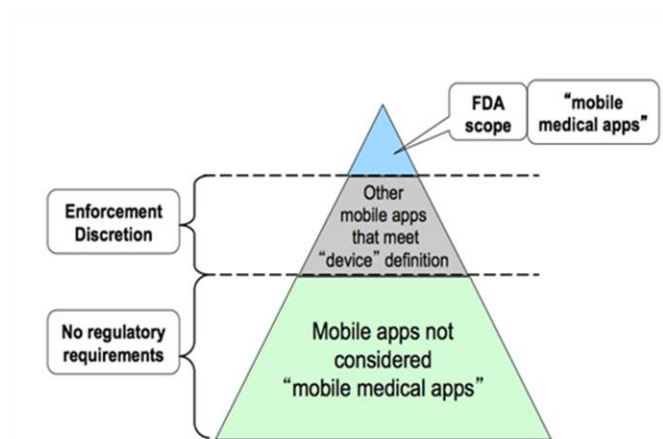 FDA
scope
“mobile
medical apps”
Enforcement
Discretion
Other
mobile apps
that meet
“device” definition
No regulatory
requirements
Mobile apps not
considered
“mobile medical apps”